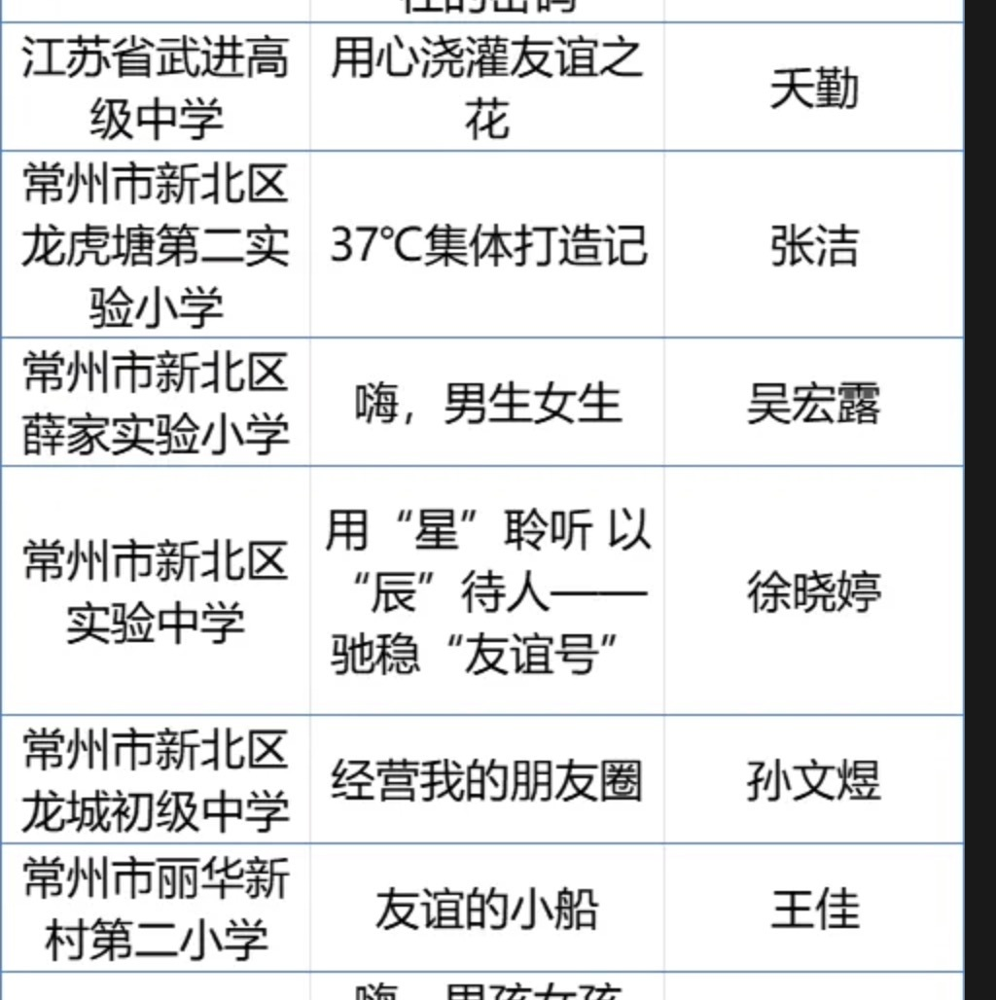 江苏省武进高
级中学
用心浇灌友谊之
花
夭勤
常州市新北区
龙虎塘第二实
验小学
37℃集体打造记
张洁
常州市新北区
薛家实验小学
嗨，男生女生
吴宏露
常州市新北区
实验中学
用“星”聆听 以
“辰”待人——
驰稳“友谊号”
徐晓婷
常州市新北区
龙城初级中学
经营我的朋友圈
孙文煜
常州市丽华新
村第二小学
友谊的小船
王佳
嗨，男孩女孩